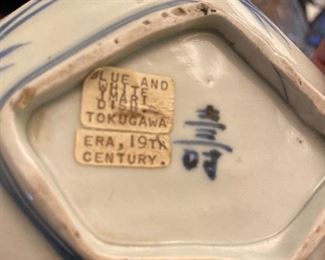 BLUE AND
WHITE
IMARI
DISH.
TOKUGAWA
ERA, 19TH
CENTURY.